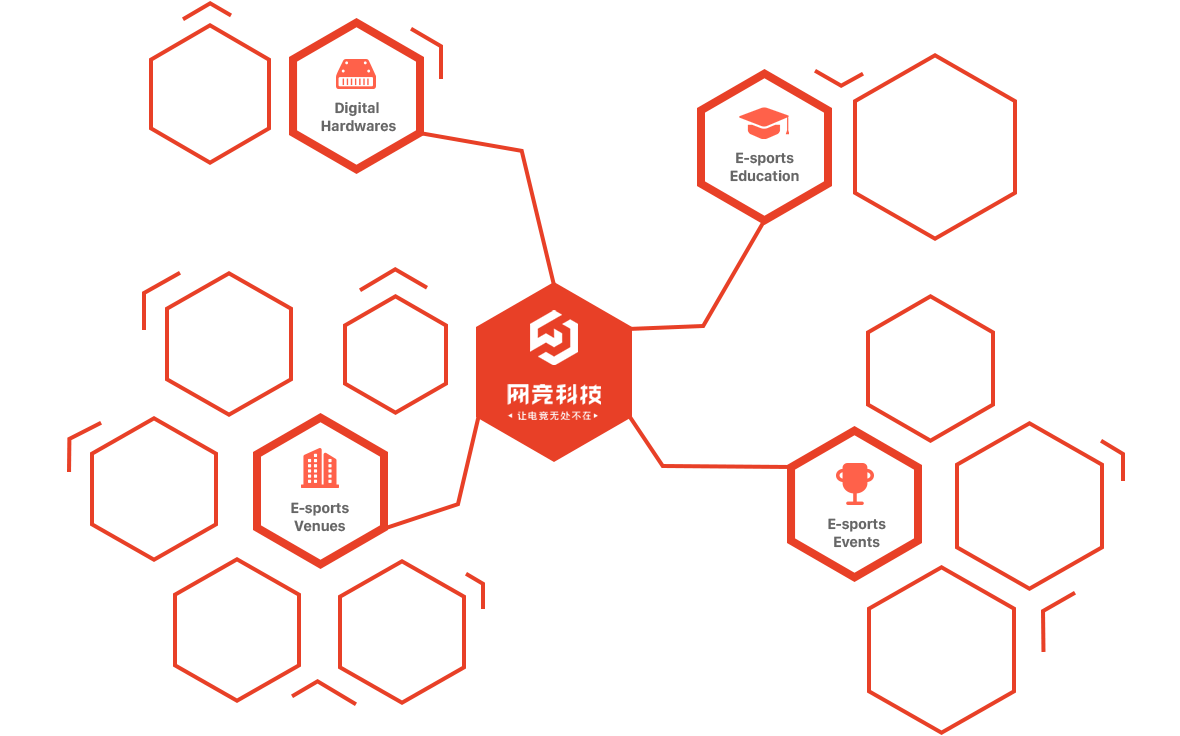 Digital
Hardwares
E-sports
Education
网竞科技
让电竞无处不在
E-sports
Venues
E-sports
Events